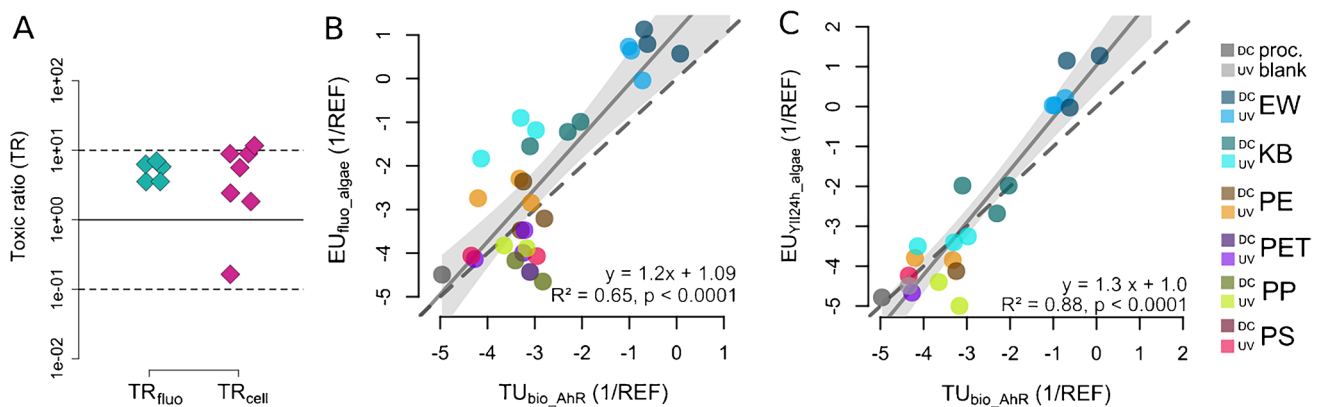 A
Toxic ratio (TR)
1e+02
1e+01
1e+00
1e-01
1e-02
TRfluo
TRcell
B
EUfluo_algae (1/REF)
1
0
-1
-2
-3
-4
-5
y = 1.2x + 1.09
R² = 0.65, p < 0.0001
-5 -4 -3 -2 -1 0 1
TUbio_AhR (1/REF)
C
EUYII24h_algae (1/REF)
2
1
0
-1
-2
-3
-4
-5
y = 1.3 x + 1.0
R² = 0.88, p < 0.0001
-5 -4 -3 -2 -1 0 1 2
TUbio_AhR (1/REF)
DC proc.
UV blank
DC EW
UV
DC KB
UV
DC PE
UV
DC PET
UV
DC PP
UV
DC PS
UV